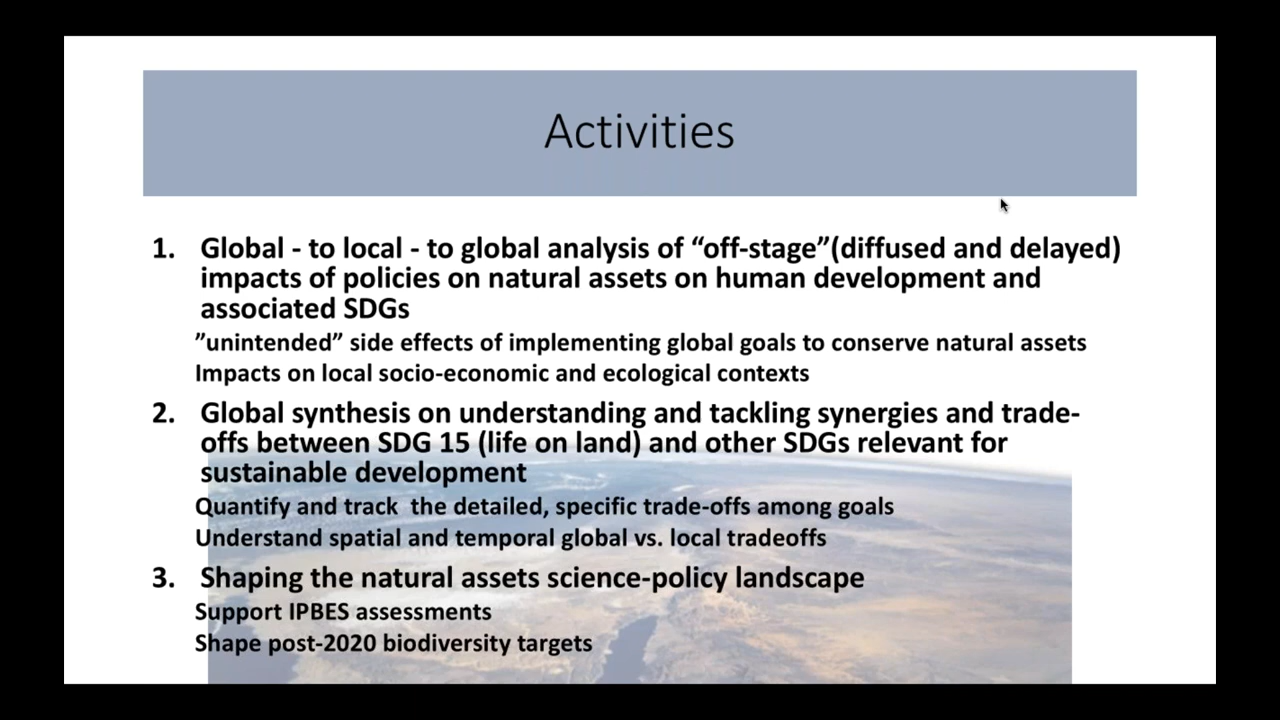 Activities
1. Global - to local - to global analysis of “off-stage”(diffused and delayed)
impacts of policies on natural assets on human development and
associated SDGs
”unintended” side effects of implementing global goals to conserve natural assets
Impacts on local socio-economic and ecological contexts
2. Global synthesis on understanding and tackling synergies and trade-
offs between SDG 15 (life on land) and other SDGs relevant for
sustainable development
Quantify and track  the detailed, specific trade-offs among goals
Understand spatial and temporal global vs. local tradeoffs
3. Shaping the natural assets science-policy landscape
Support IPBES assessments
Shape post-2020 biodiversity targets